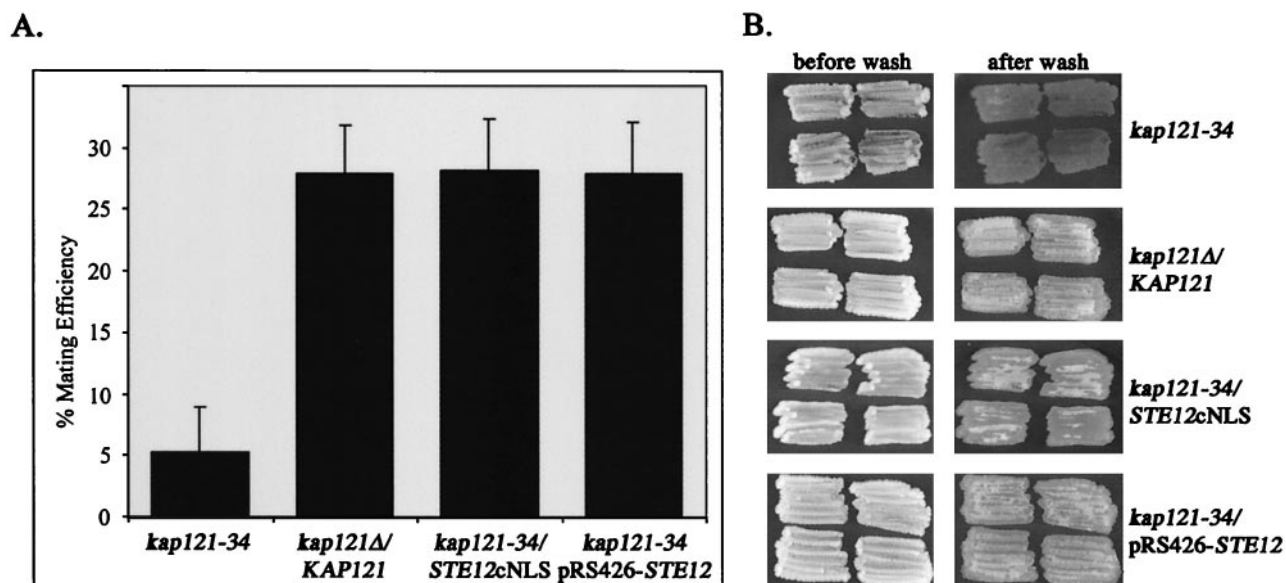 A.
% Mating Efficiency
30
25
20
15
10
5
0
kap121-34
kap121Δ/
KAP121
kap121-34/
STE12cNLS
kap121-34
pRS426-STE12
B.
before wash
after wash
kap121-34
kap121Δ/
KAP121
kap121-34/
STE12cNLS
kap121-34/
pRS426-STE12